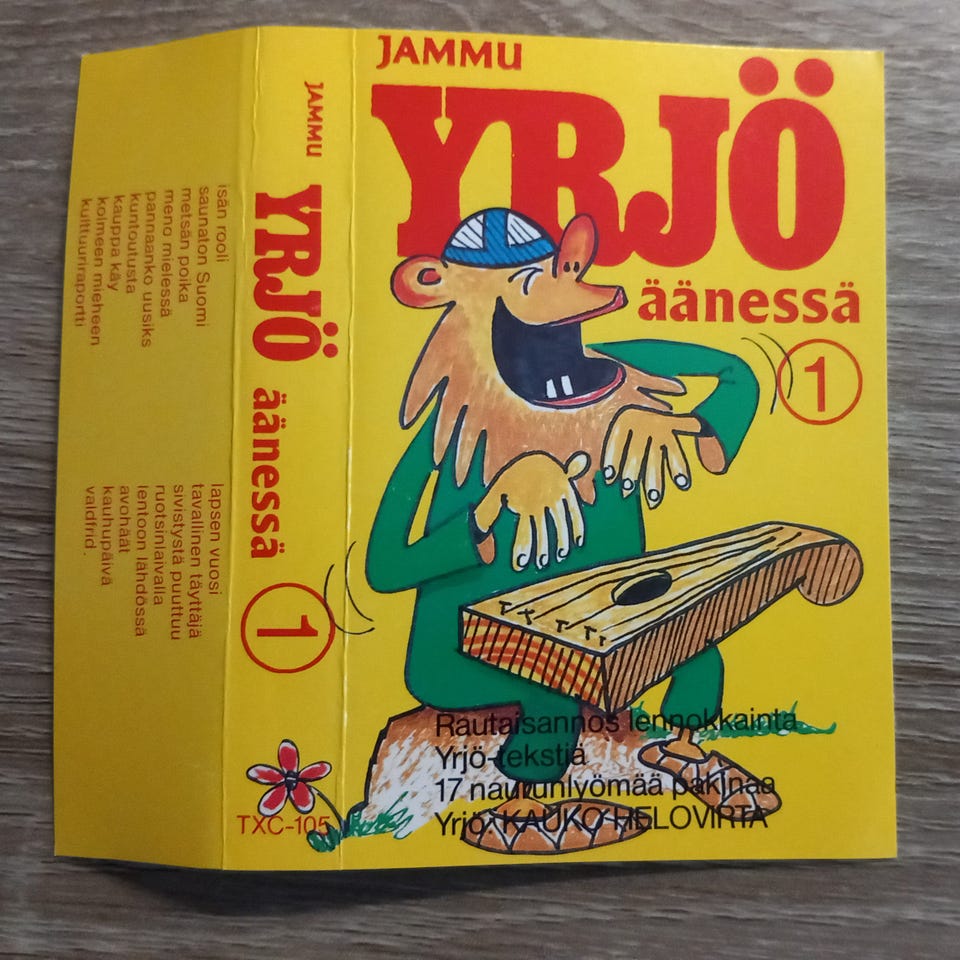 JAMMU
YRJÖ
äänessä
1
Rautaisannos lennokkainta
Yrjö-tekstiä
17 naurunlyömää pakinaa
Yrjö: KAUKO HELOVIRTA
JAMMU YRJÖ äänessä 1
TXC-105
isän rooli
saunaton Suomi
metsän poika
meno mielessä
pannaanko uusiks
kuntoutusta
kauppa käy
kolmeen mieheen
kulttuuriraportti
lapsen vuosi
tavallinen täyttäjä
sivistystä puuttuu
ruotsinlaivalla
lentoon lähdössä
avohäät
kauhupäivä
valdfrid.